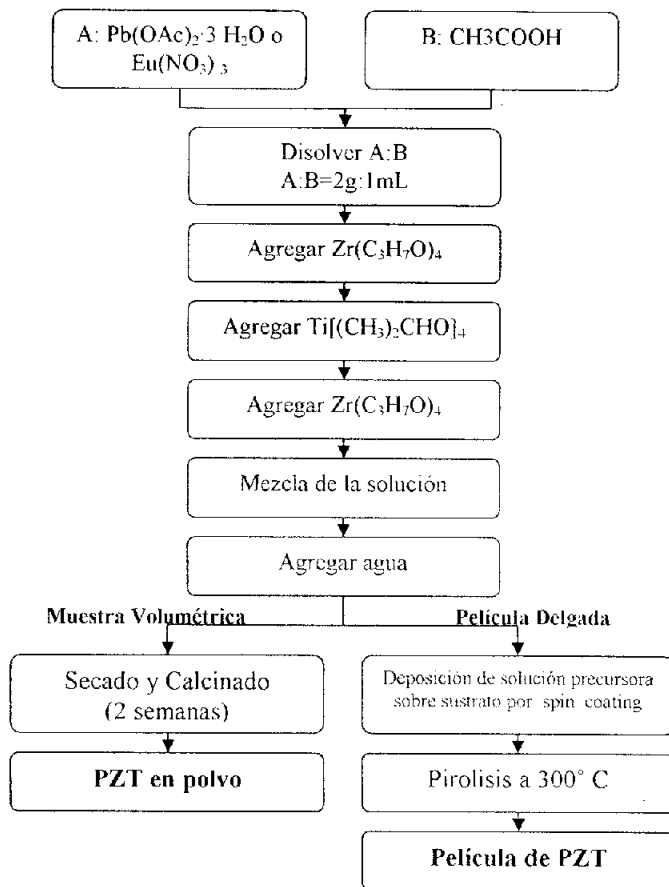 A: Pb(OAc)₂·3 H₂O o
Eu(NO₃)₃
B: CH3COOH
Disolver A:B
A:B=2g:1mL
Agregar Zr(C₃H₇O)₄
Agregar Ti[(CH₃)₂CHO]₄
Agregar Zr(C₃H₇O)₄
Mezcla de la solución
Agregar agua
Muestra Volumétrica
Película Delgada
Secado y Calcinado
(2 semanas)
Deposición de solución precursora
sobre sustrato por spin coating
PZT en polvo
Pirolisis a 300° C
Película de PZT